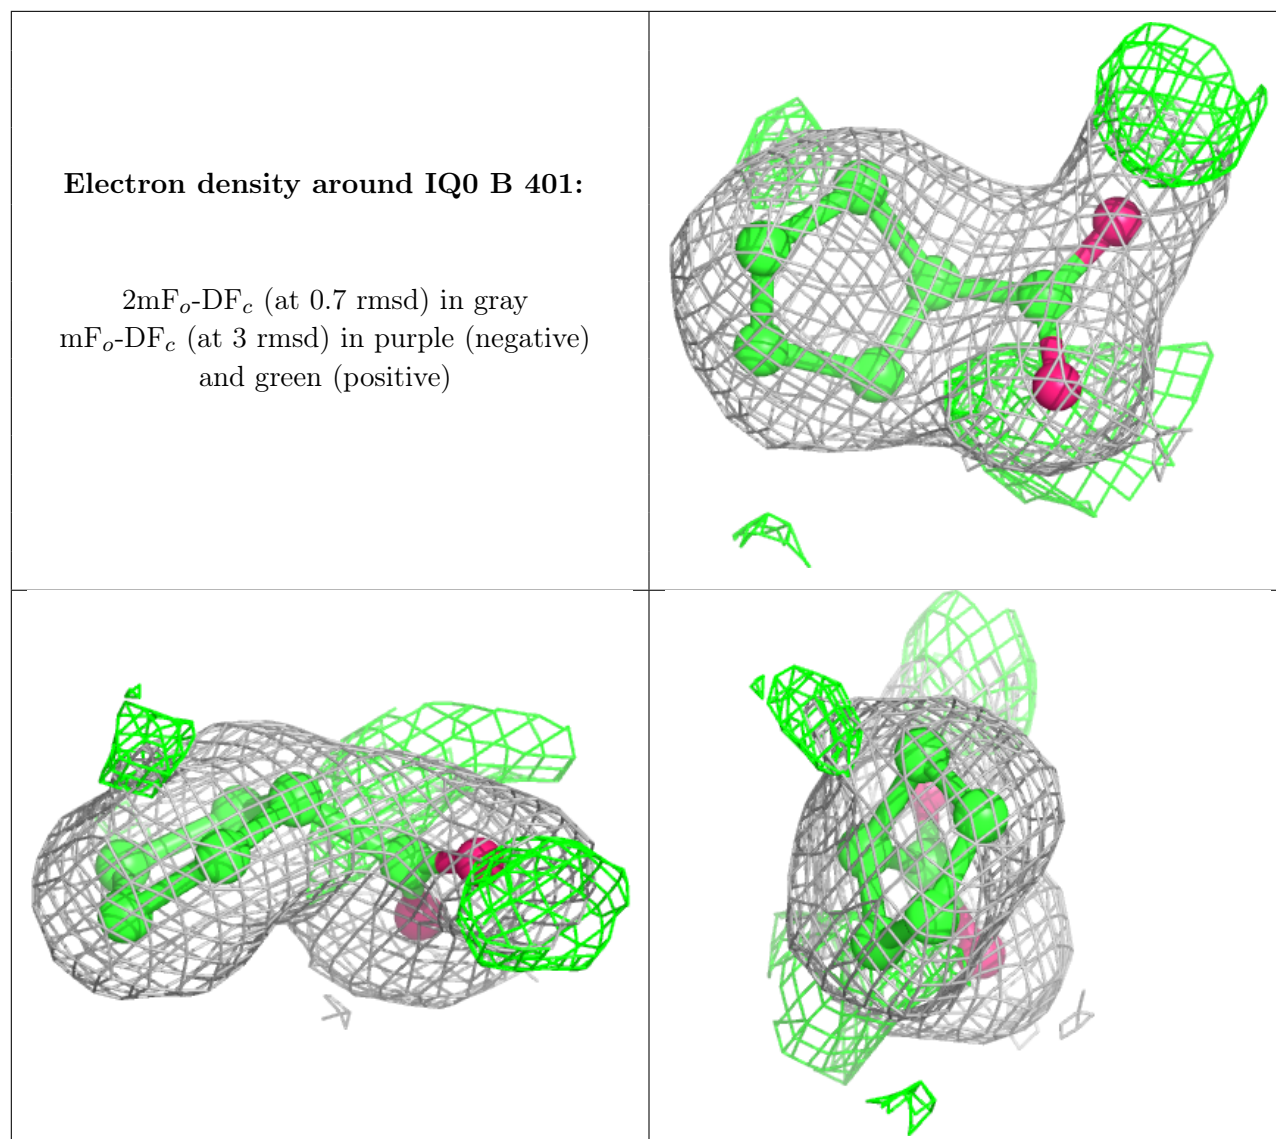 Electron density around IQ0 B 401:
2mFo-DFc (at 0.7 rmsd) in gray
mFo-DFc (at 3 rmsd) in purple (negative)
and green (positive)